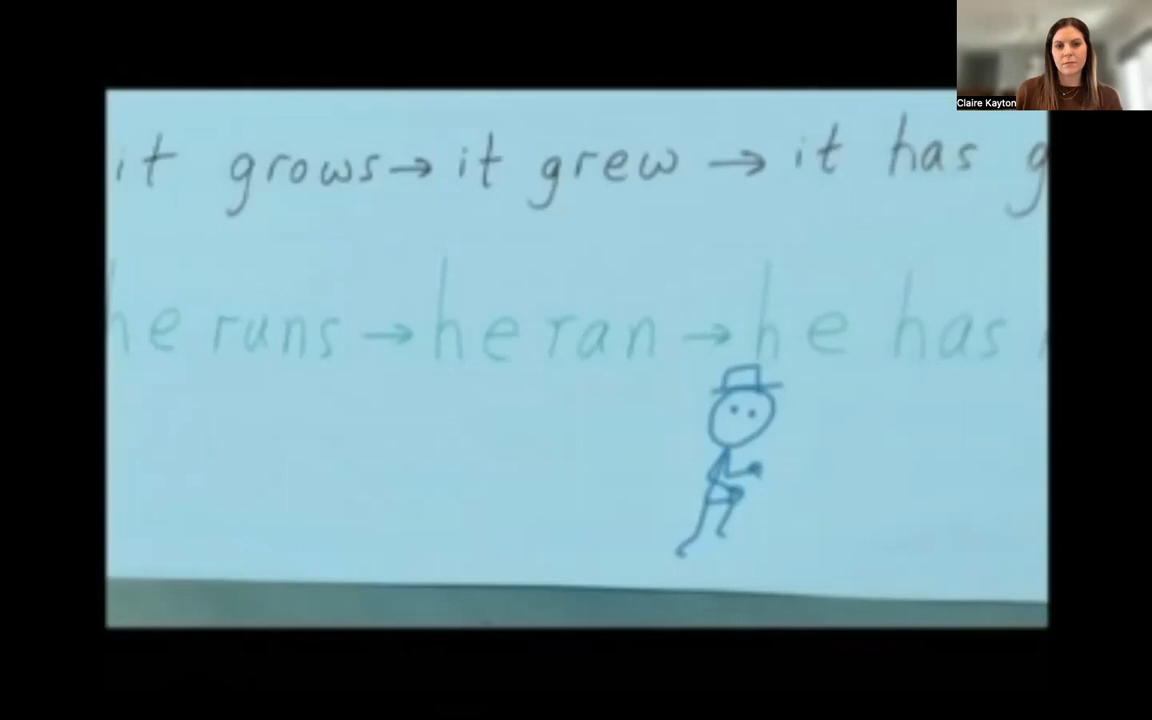 Claire Kayton
it grows → it grew → it has g
he runs → he ran → he has